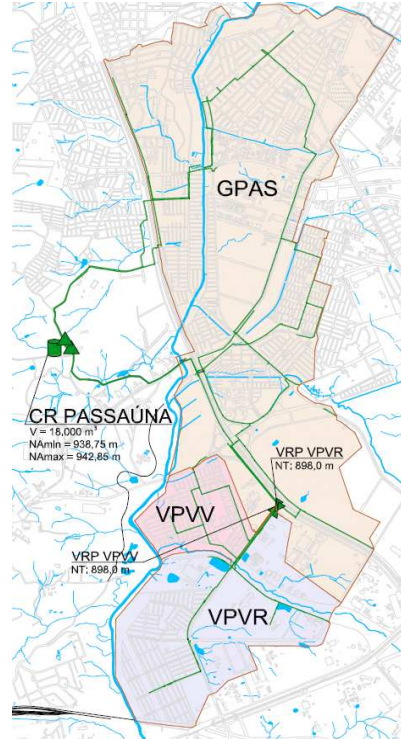 GPAS
CR PASSAÚNA
V = 18.000 m³
NAmin = 938,75 m
NAmax = 942,85 m
VRP VPVR
NT; 898,0 m
VPVV
VRP VPVV
NT; 898,0 m
VPVR